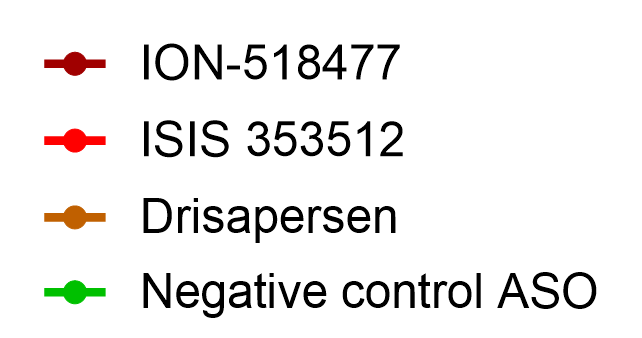 ION-518477
ISIS 353512
Drisapersen
Negative control ASO